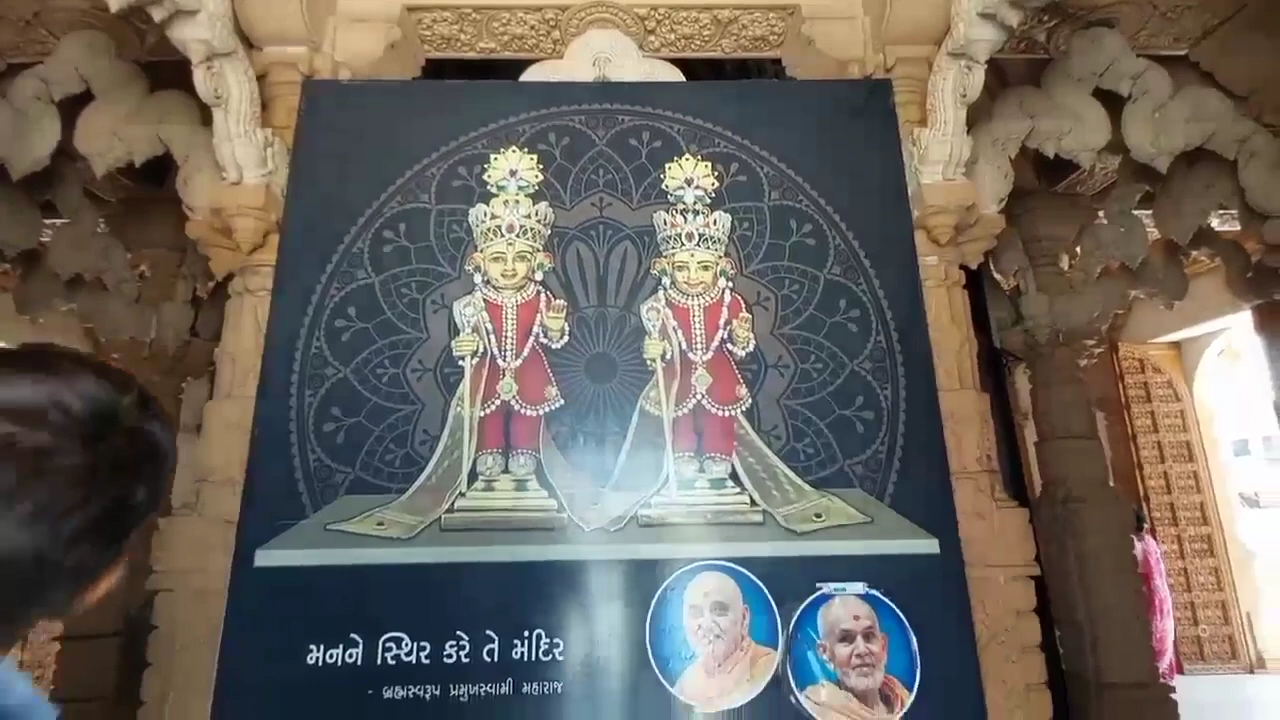 મનને સ્થિર કરે તે મંદિર
- બ્રહ્મસ્વરૂપ પ્રમુખસ્વામી મહારાજ